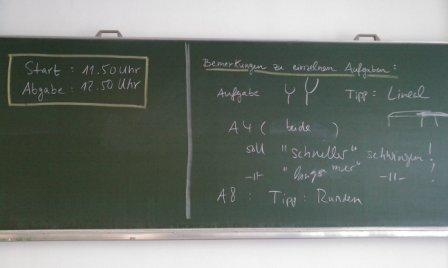 Start : 11.50 Uhr
Abgabe : 12.50 Uhr
Bemerkungen zu einzelnen Aufgaben :
Aufgabe Tipp : Lineal
A4 ( beide )
soll "schneller" schwingen !
-11- "langsamer" -11- !
A8 : Tipp : Runden